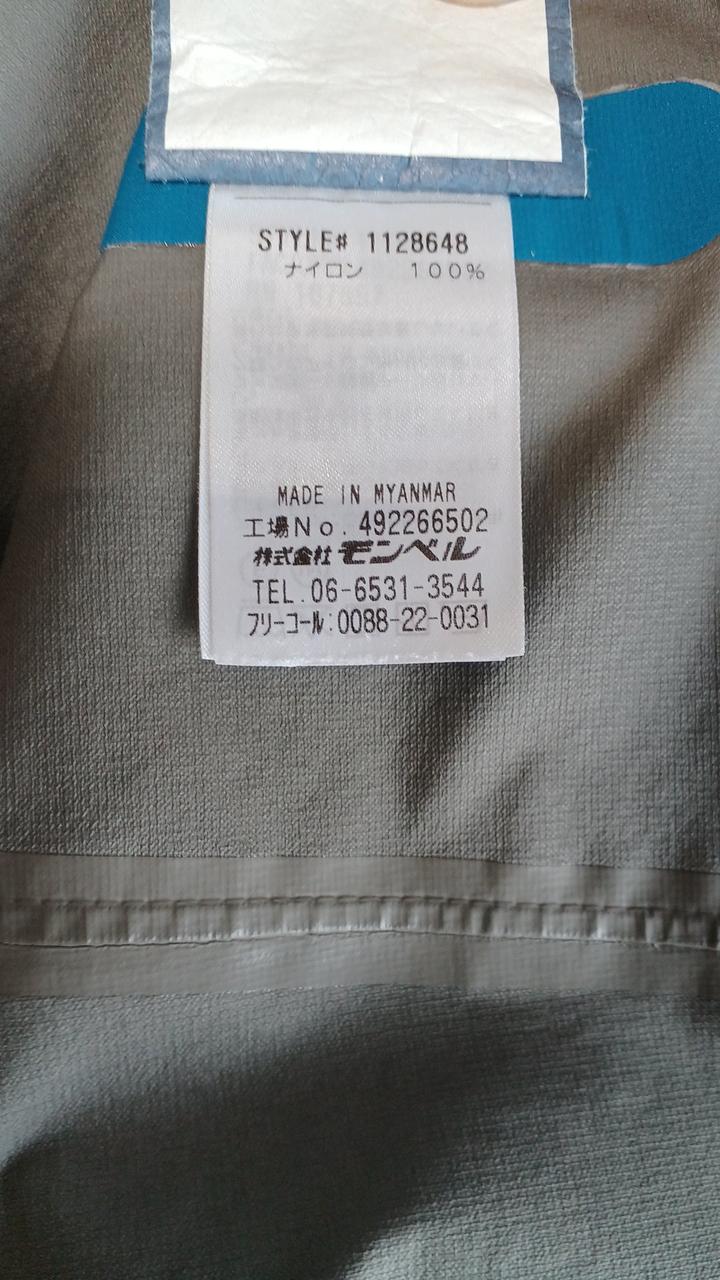 STYLE# 1128648
ナイロン 100%
MADE IN MYANMAR
工場No. 492266502
株式会社 モンベル
TEL.06-6531-3544
フリーコール:0088-22-0031